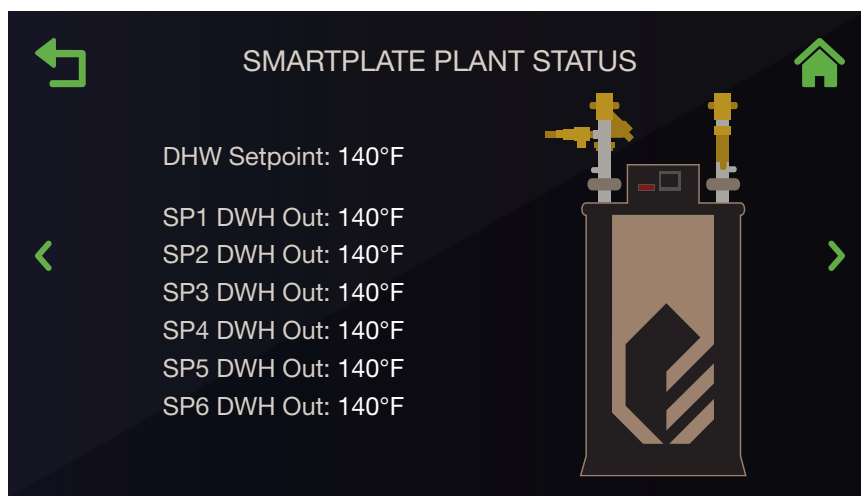 SMARTPLATE PLANT STATUS
DHW Setpoint: 140°F
SP1 DWH Out: 140°F
SP2 DWH Out: 140°F
SP3 DWH Out: 140°F
SP4 DWH Out: 140°F
SP5 DWH Out: 140°F
SP6 DWH Out: 140°F